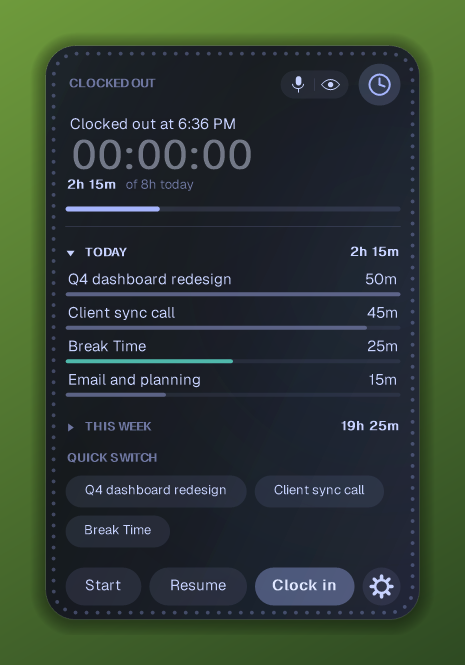 CLOCKED OUT
Clocked out at 6:36 PM
00:00:00
2h 15m of 8h today
TODAY 2h 15m
Q4 dashboard redesign 50m
Client sync call 45m
Break Time 25m
Email and planning 15m
THIS WEEK 19h 25m
QUICK SWITCH
Q4 dashboard redesign Client sync call
Break Time
Start Resume Clock in